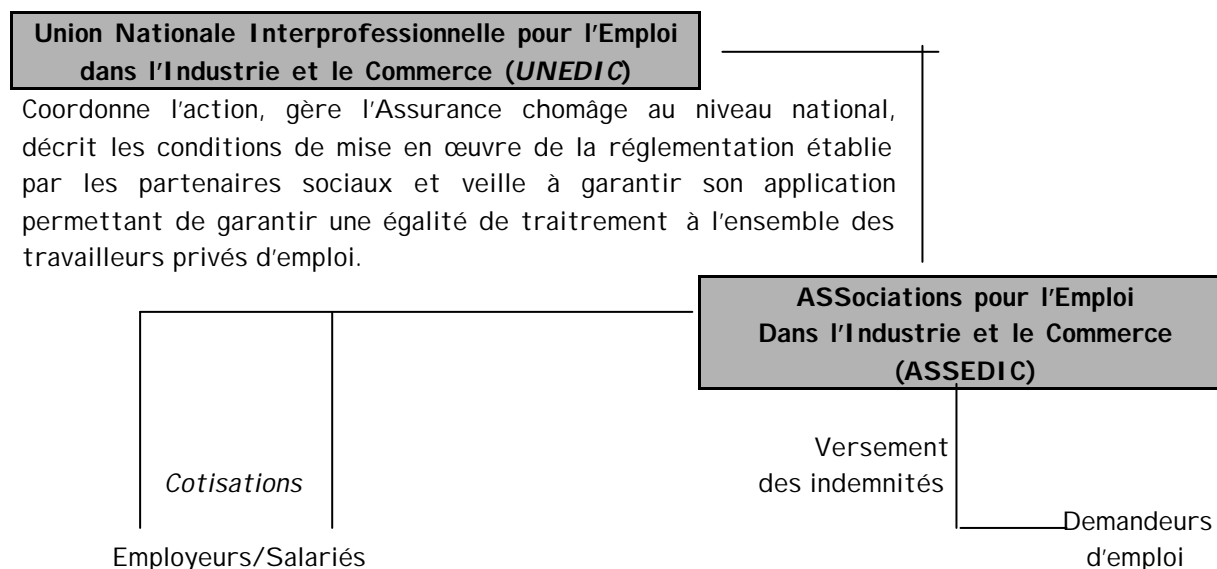 Union Nationale Interprofessionnelle pour l'Emploi
dans l'Industrie et le Commerce (UNEDIC)
Coordonne l'action, gère l'Assurance chomâge au niveau national,
décrit les conditions de mise en œuvre de la réglementation établie
par les partenaires sociaux et veille à garantir son application
permettant de garantir une égalité de traitrement à l'ensemble des
travailleurs privés d'emploi.
ASSociations pour l'Emploi
Dans l'Industrie et le Commerce
(ASSEDIC)
Versement
des indemnités
Cotisations
Demandeurs
d'emploi
Employeurs/Salariés